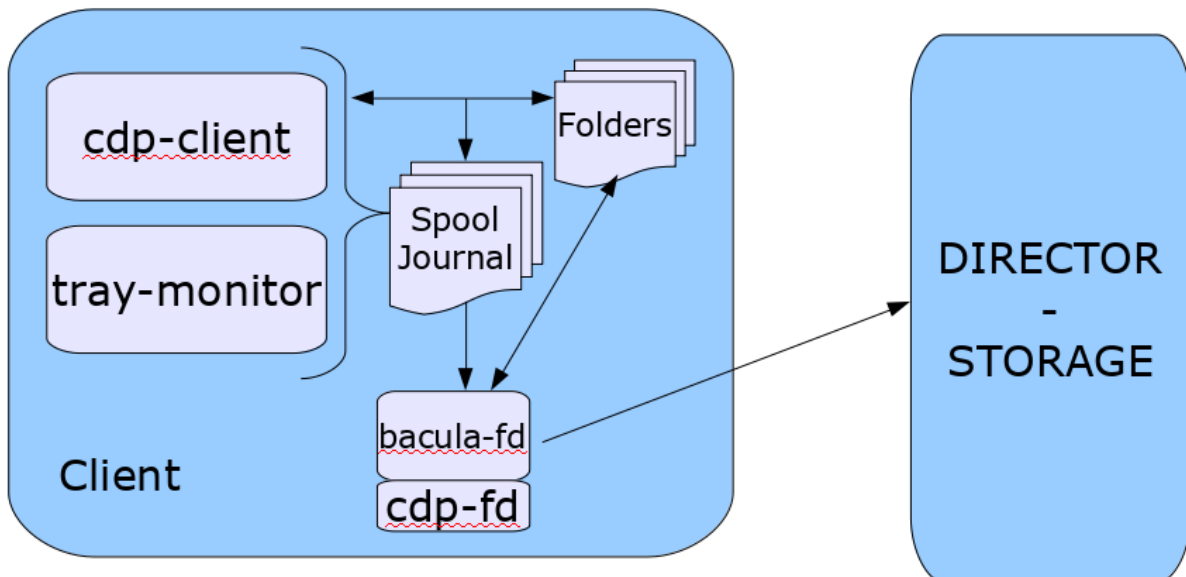 cdp-client
Folders
Spool
Journal
tray-monitor
bacula-fd
cdp-fd
Client
DIRECTOR
-
STORAGE